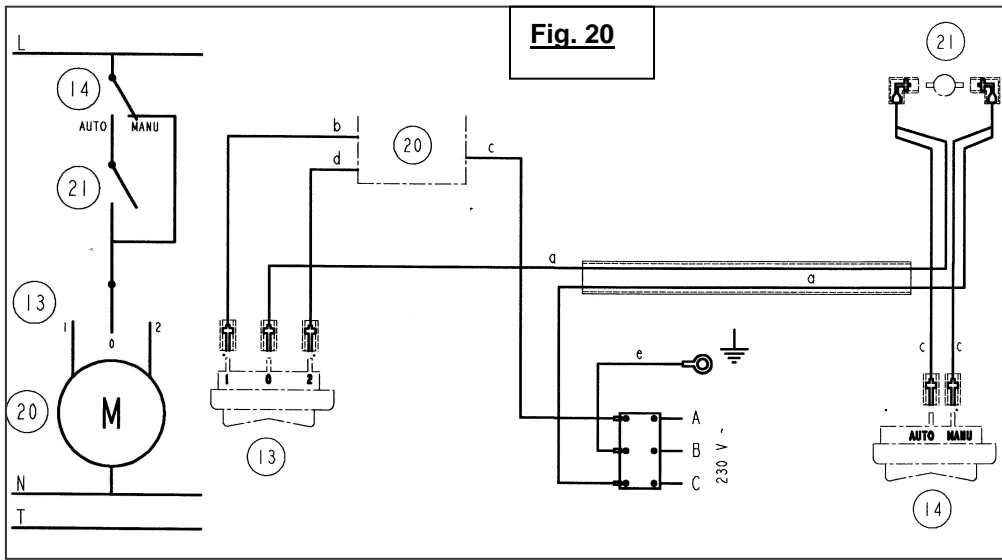 Fig. 20
L
14
AUTO MANU
21
13
1 0 2
20
M
N
T
b
d
20
c
a
a
1 0 2
13
e
A
B
C
230 V ~
21
c c
AUTO MANU
14